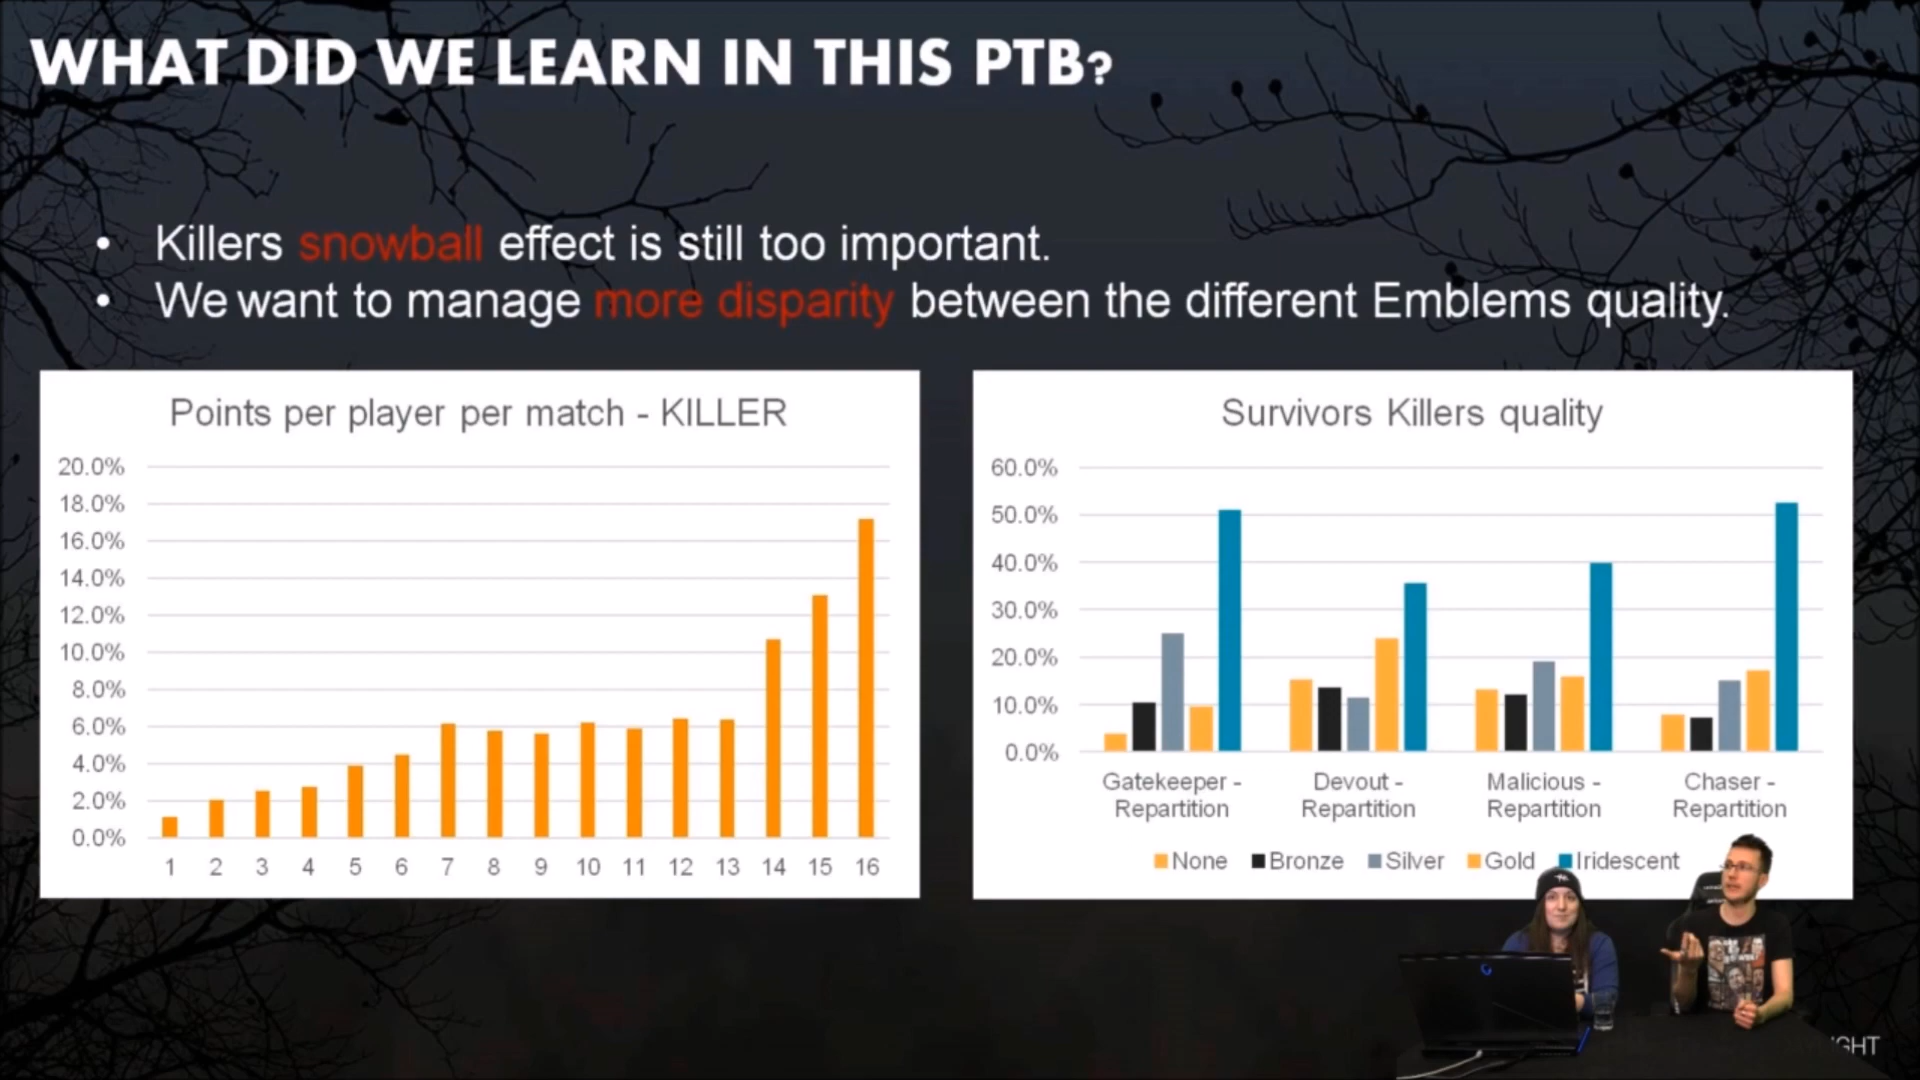 WHAT DID WE LEARN IN THIS PTB?
• Killers snowball effect is still too important.
• We want to manage more disparity between the different Emblems quality.
Points per player per match - KILLER
20.0%
18.0%
16.0%
14.0%
12.0%
10.0%
8.0%
6.0%
4.0%
2.0%
0.0%
1 2 3 4 5 6 7 8 9 10 11 12 13 14 15 16
Survivors Killers quality
60.0%
50.0%
40.0%
30.0%
20.0%
10.0%
0.0%
Gatekeeper - Devout - Malicious - Chaser -
Repartition Repartition Repartition Repartition
None Bronze Silver Gold Iridescent